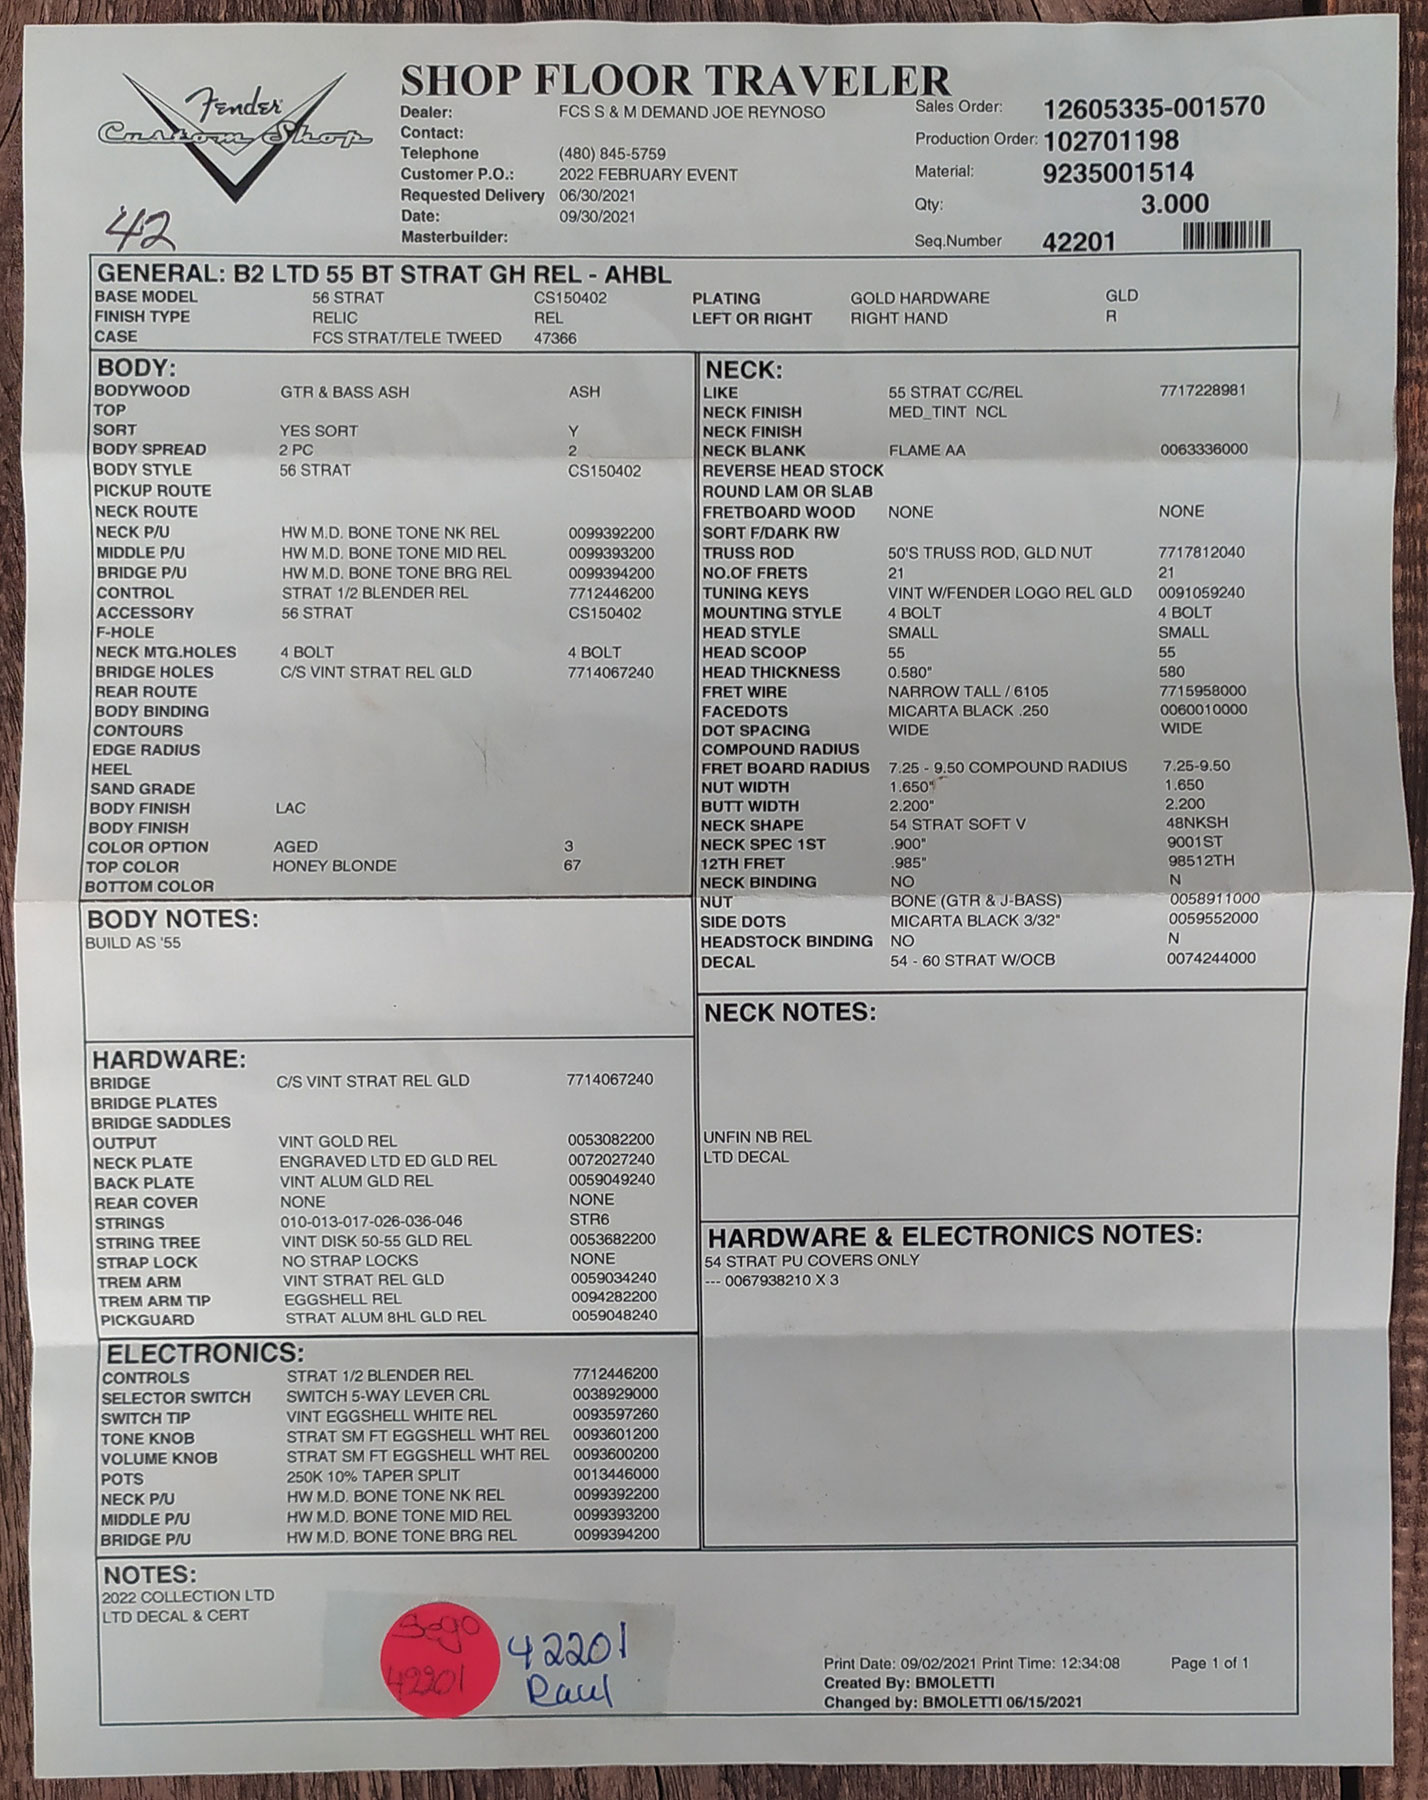 Fender
Custom Shop
42
SHOP FLOOR TRAVELER
Dealer: FCS S & M DEMAND JOE REYNOSO
Contact:
Telephone (480) 845-5759
Customer P.O.: 2022 FEBRUARY EVENT
Requested Delivery 06/30/2021
Date: 09/30/2021
Masterbuilder:
Sales Order: 12605335-001570
Production Order: 102701198
Material: 9235001514
Qty: 3.000
Seq.Number 42201
GENERAL: B2 LTD 55 BT STRAT GH REL - AHBL
BASE MODEL 56 STRAT CS150402 PLATING GOLD HARDWARE GLD
FINISH TYPE RELIC REL LEFT OR RIGHT RIGHT HAND R
CASE FCS STRAT/TELE TWEED 47366
BODY:
BODYWOOD GTR & BASS ASH ASH
TOP
SORT YES SORT Y
BODY SPREAD 2 PC 2
BODY STYLE 56 STRAT CS150402
PICKUP ROUTE
NECK ROUTE
NECK P/U HW M.D. BONE TONE NK REL 0099392200
MIDDLE P/U HW M.D. BONE TONE MID REL 0099393200
BRIDGE P/U HW M.D. BONE TONE BRG REL 0099394200
CONTROL STRAT 1/2 BLENDER REL 7712446200
ACCESSORY 56 STRAT CS150402
F-HOLE
NECK MTG.HOLES 4 BOLT 4 BOLT
BRIDGE HOLES C/S VINT STRAT REL GLD 7714067240
REAR ROUTE
BODY BINDING
CONTOURS
EDGE RADIUS
HEEL
SAND GRADE
BODY FINISH LAC
BODY FINISH
COLOR OPTION AGED 3
TOP COLOR HONEY BLONDE 67
BOTTOM COLOR
BODY NOTES:
BUILD AS '55
HARDWARE:
BRIDGE C/S VINT STRAT REL GLD 7714067240
BRIDGE PLATES
BRIDGE SADDLES
OUTPUT VINT GOLD REL 0053082200
NECK PLATE ENGRAVED LTD ED GLD REL 0072027240
BACK PLATE VINT ALUM GLD REL 0059049240
REAR COVER NONE NONE
STRINGS 010-013-017-026-036-046 STR6
STRING TREE VINT DISK 50-55 GLD REL 0053682200
STRAP LOCK NO STRAP LOCKS NONE
TREM ARM VINT STRAT REL GLD 0059034240
TREM ARM TIP EGGSHELL REL 0094282200
PICKGUARD STRAT ALUM 8HL GLD REL 0059048240
ELECTRONICS:
CONTROLS STRAT 1/2 BLENDER REL 7712446200
SELECTOR SWITCH SWITCH 5-WAY LEVER CRL 0038929000
SWITCH TIP VINT EGGSHELL WHITE REL 0093597260
TONE KNOB STRAT SM FT EGGSHELL WHT REL 0093601200
VOLUME KNOB STRAT SM FT EGGSHELL WHT REL 0093600200
POTS 250K 10% TAPER SPLIT 0013446000
NECK P/U HW M.D. BONE TONE NK REL 0099392200
MIDDLE P/U HW M.D. BONE TONE MID REL 0099393200
BRIDGE P/U HW M.D. BONE TONE BRG REL 0099394200
NECK:
LIKE 55 STRAT CC/REL 7717228981
NECK FINISH MED_TINT NCL
NECK FINISH
NECK BLANK FLAME AA 0063336000
REVERSE HEAD STOCK
ROUND LAM OR SLAB
FRETBOARD WOOD NONE NONE
SORT F/DARK RW
TRUSS ROD 50'S TRUSS ROD, GLD NUT 7717812040
NO.OF FRETS 21 21
TUNING KEYS VINT W/FENDER LOGO REL GLD 0091059240
MOUNTING STYLE 4 BOLT 4 BOLT
HEAD STYLE SMALL SMALL
HEAD SCOOP 55 55
HEAD THICKNESS 0.580" 580
FRET WIRE NARROW TALL / 6105 7715958000
FACEDOTS MICARTA BLACK .250 0060010000
DOT SPACING WIDE WIDE
COMPOUND RADIUS
FRET BOARD RADIUS 7.25 - 9.50 COMPOUND RADIUS 7.25-9.50
NUT WIDTH 1.650" 1.650
BUTT WIDTH 2.200" 2.200
NECK SHAPE 54 STRAT SOFT V 48NKSH
NECK SPEC 1ST .900" 9001ST
12TH FRET .985" 98512TH
NECK BINDING NO N
NUT BONE (GTR & J-BASS) 0058911000
SIDE DOTS MICARTA BLACK 3/32" 0059552000
HEADSTOCK BINDING NO N
DECAL 54 - 60 STRAT W/OCB 0074244000
NECK NOTES:
UNFIN NB REL
LTD DECAL
HARDWARE & ELECTRONICS NOTES:
54 STRAT PU COVERS ONLY
--- 0067938210 X 3
NOTES:
2022 COLLECTION LTD
LTD DECAL & CERT
42201
42201
Raul
Print Date: 09/02/2021 Print Time: 12:34:08 Page 1 of 1
Created By: BMOLETTI
Changed by: BMOLETTI 06/15/2021